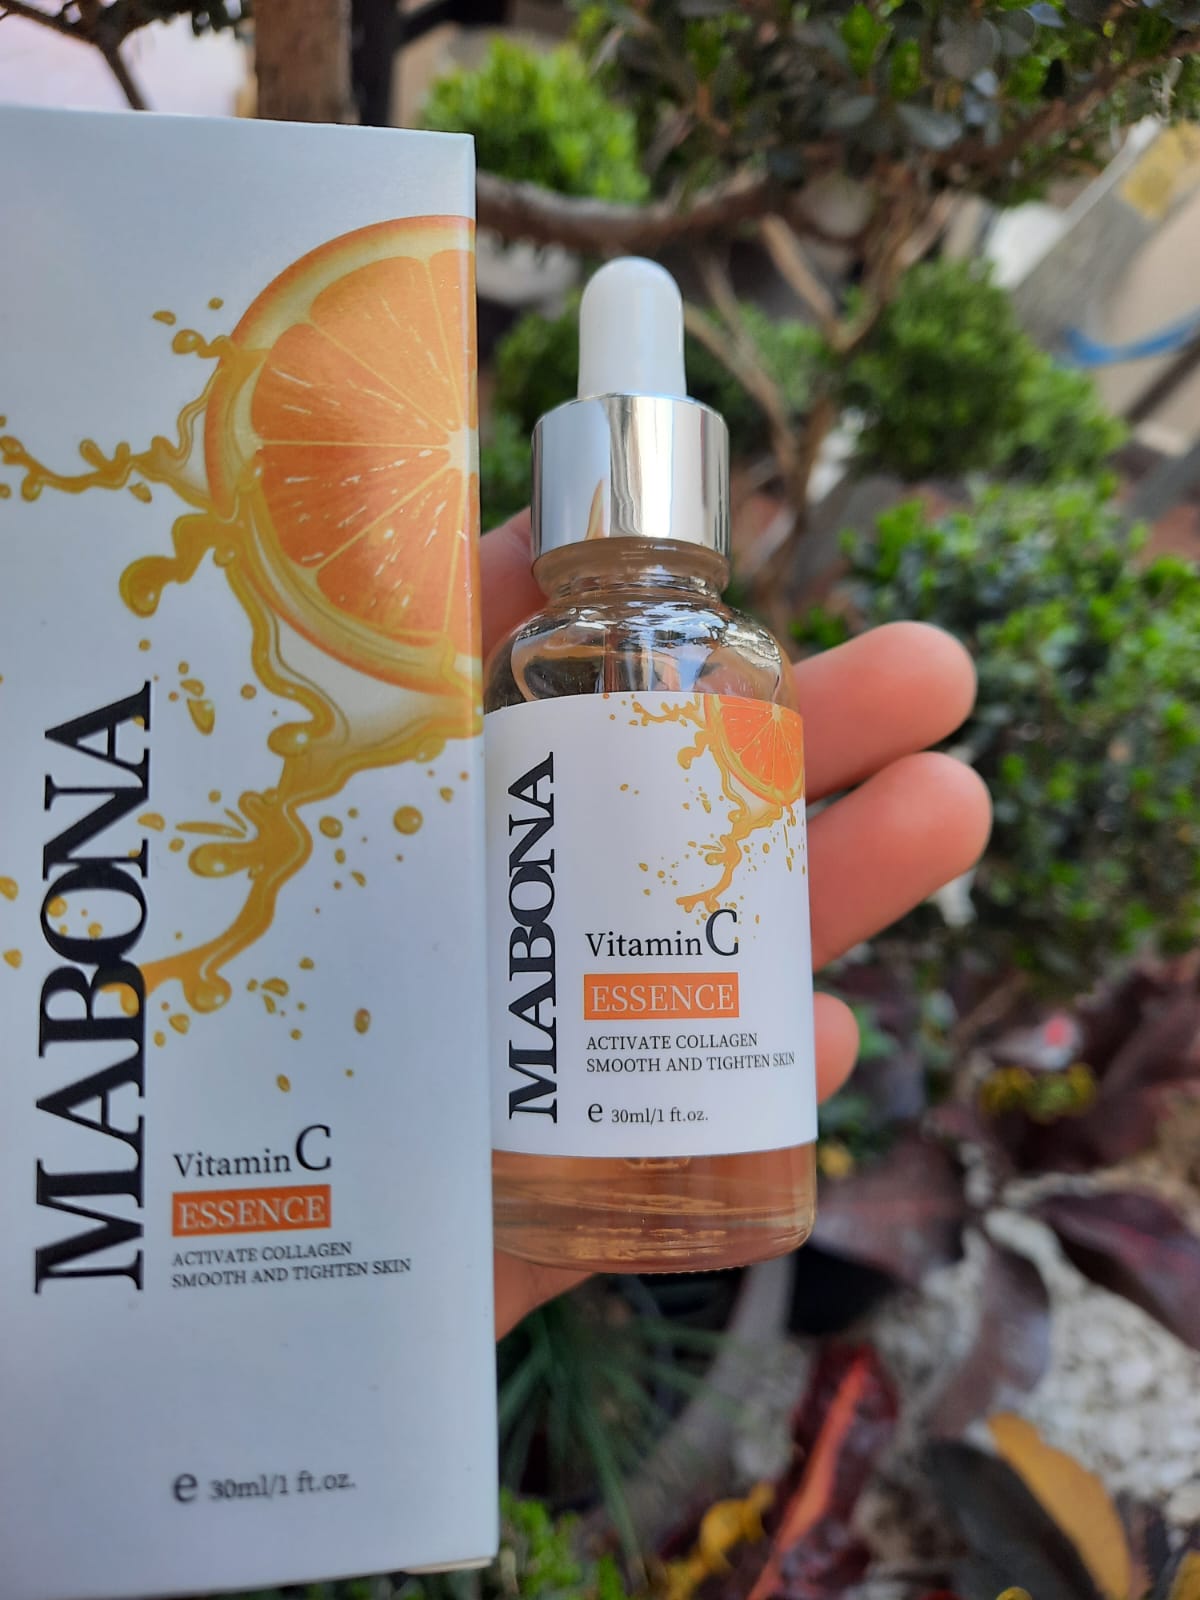 MABONA
Vitamin C
ESSENCE
ACTIVATE COLLAGEN
SMOOTH AND TIGHTEN SKIN
e 30ml/1 ft.oz.
MABONA
Vitamin C
ESSENCE
ACTIVATE COLLAGEN
SMOOTH AND TIGHTEN SKIN
e 30ml/1 ft.oz.